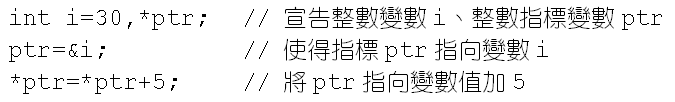 int i=30,*ptr;  // 宣告整數變數 i、整數指標變數 ptr
ptr=&i;         // 使得指標 ptr 指向變數 i
*ptr=*ptr+5;    // 將 ptr 指向變數值加 5